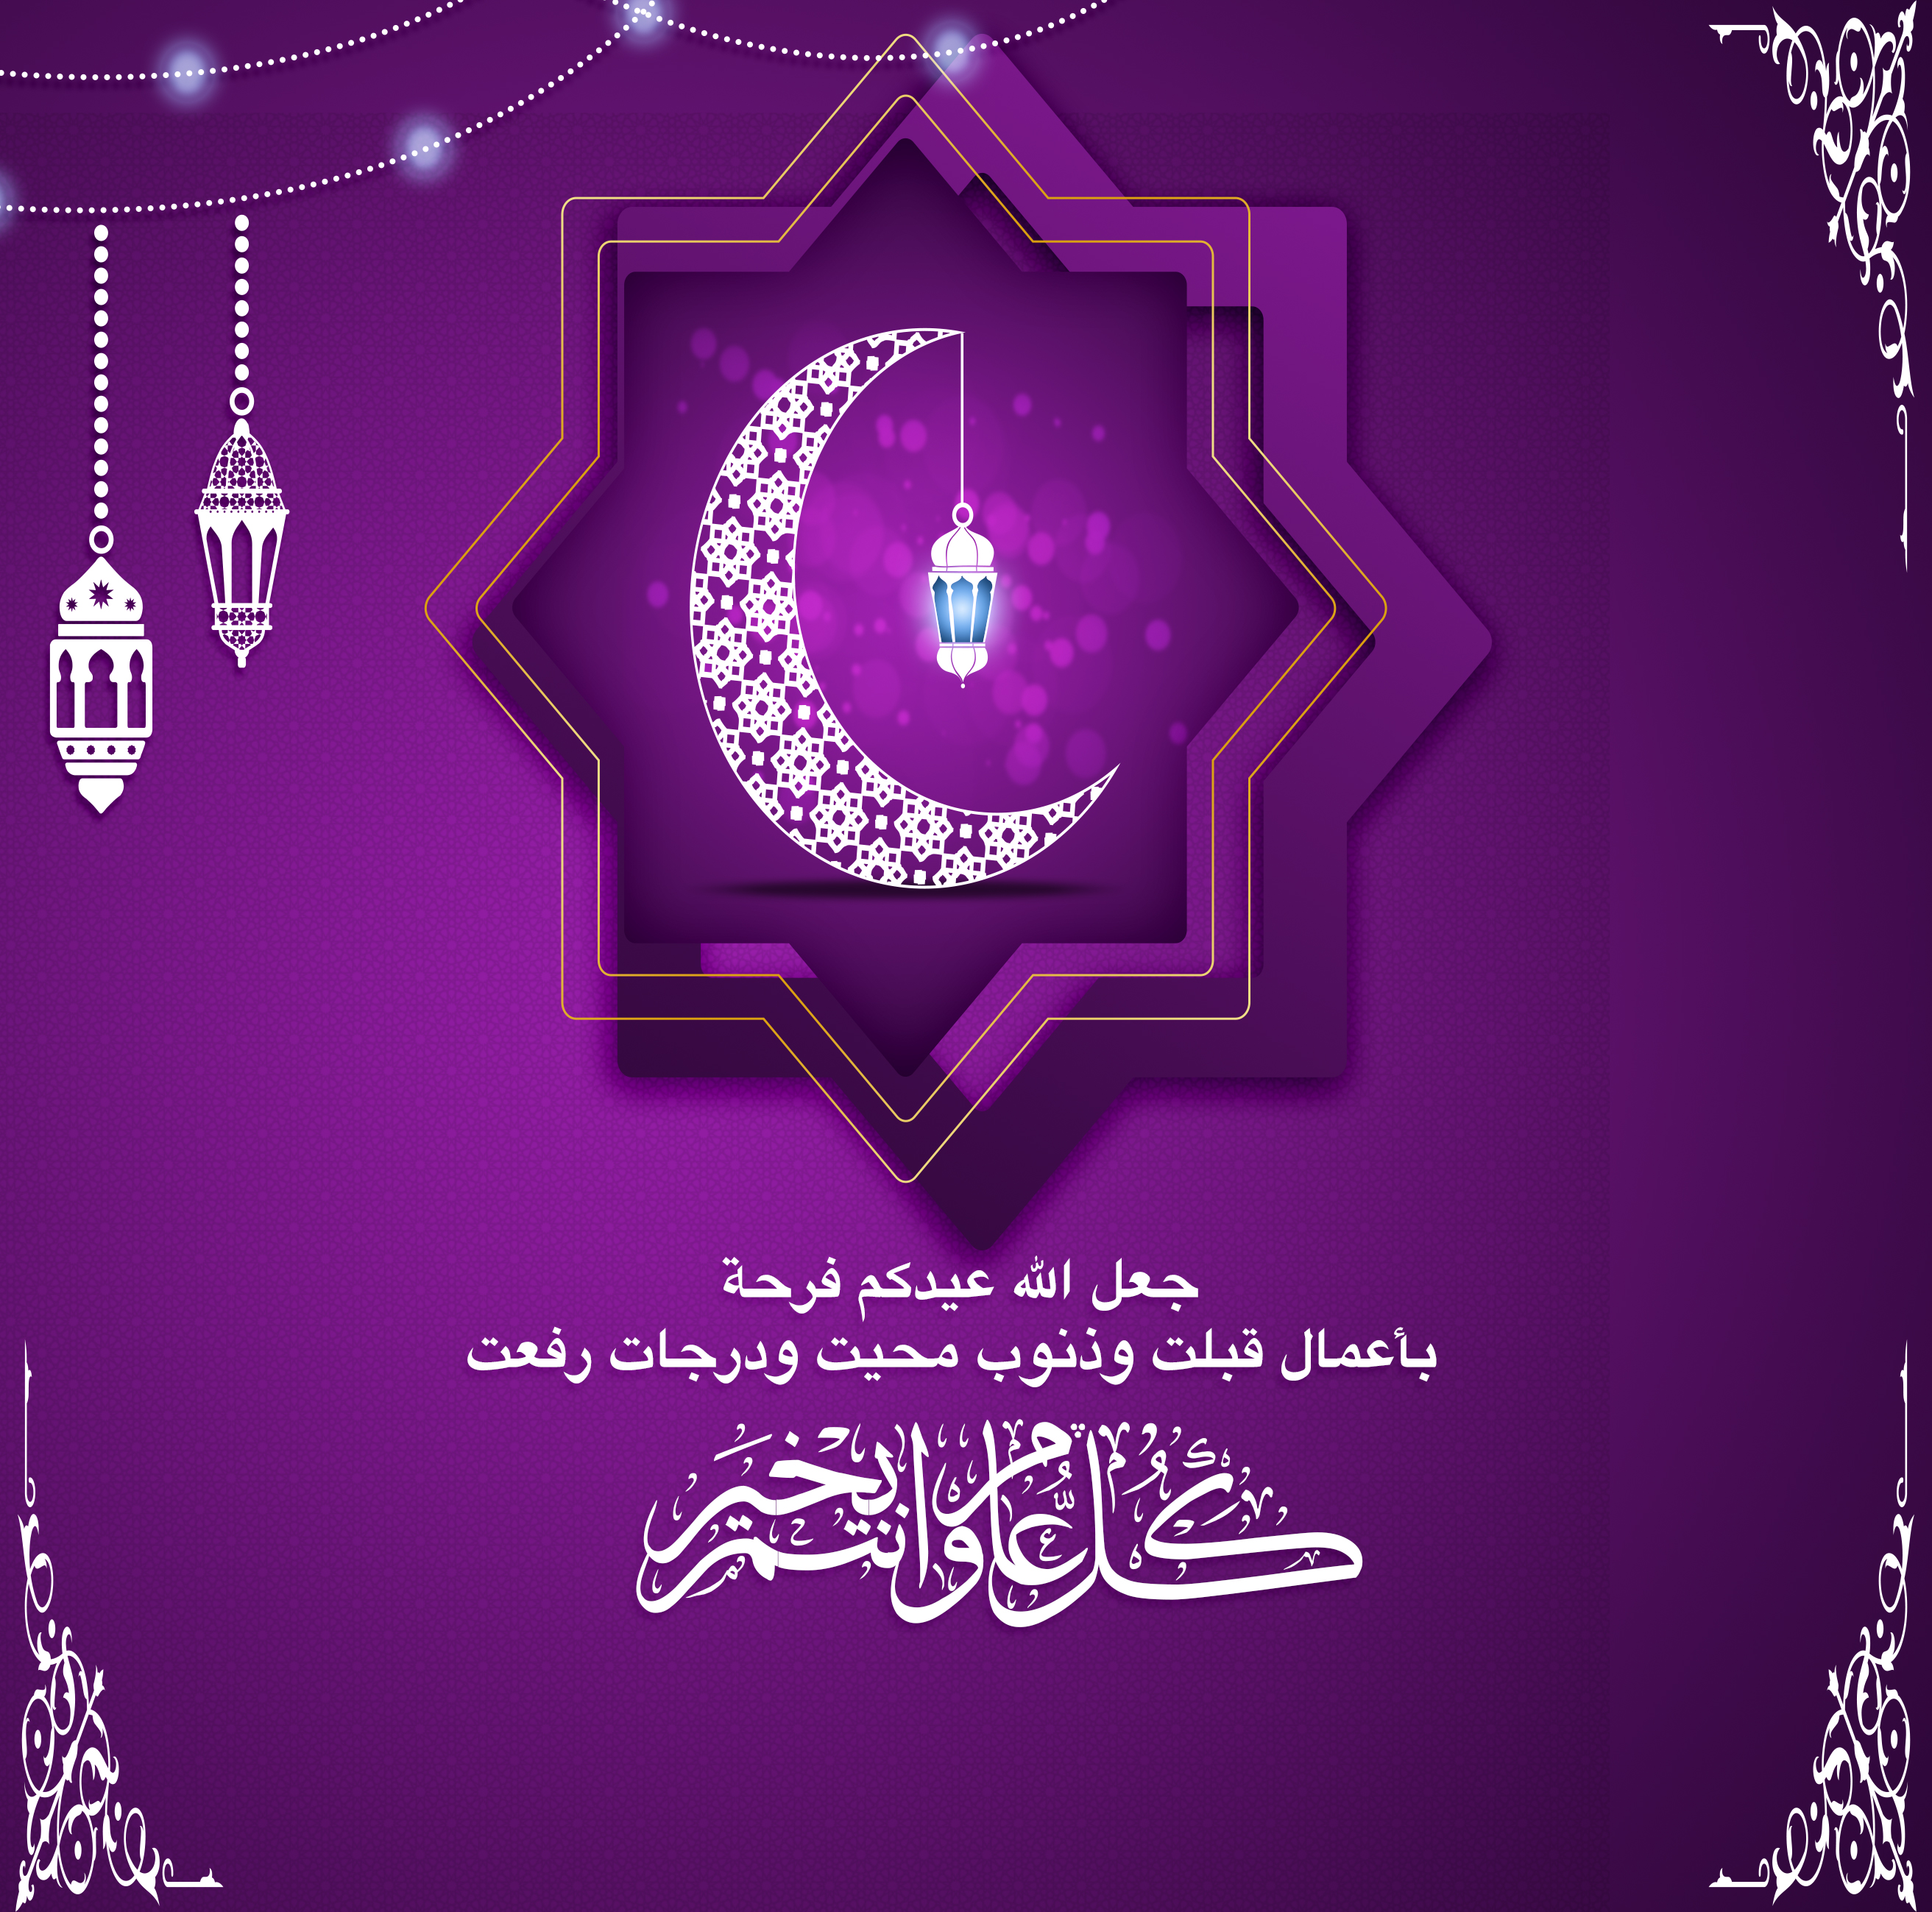 جعل الله عيدكم فرحة
بأعمال قبلت وذنوب محيت ودرجات رفعت
كل عام وانتم بخير